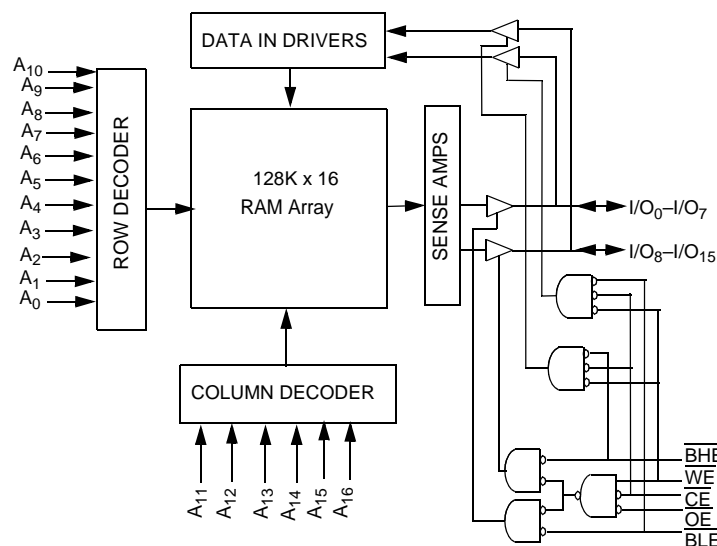 DATA IN DRIVERS
A10
A9
A8
A7
A6
A5
A4
A3
A2
A1
A0
ROW DECODER
128K x 16
RAM Array
SENSE AMPS
I/O0–I/O7
I/O8–I/O15
COLUMN DECODER
A11
A12
A13
A14
A15
A16
BHE
WE
CE
OE
BLE